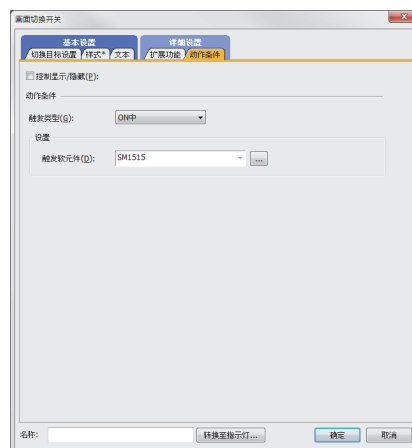 画面切换开关
基本设置
详细设置
切换目标设置 样式* 文本 扩展功能 动作条件
控制显示/隐藏(P):
动作条件
触发类型(G): ON中
设置
触发软元件(D): SM1515 ...
名称: 转换至指示灯... 确定 取消